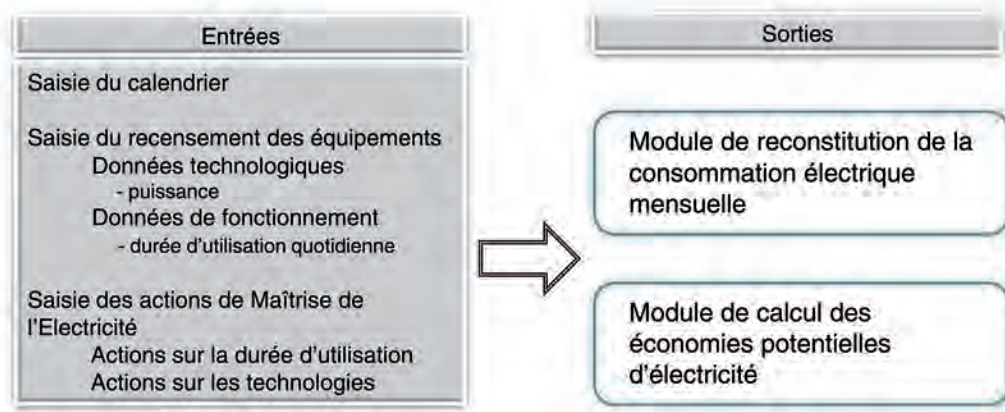 Entrées
Saisie du calendrier
Saisie du recensement des équipements
Données technologiques
- puissance
Données de fonctionnement
- durée d'utilisation quotidienne
Saisie des actions de Maîtrise de
l'Electricité
Actions sur la durée d'utilisation
Actions sur les technologies
Sorties
Module de reconstitution de la
consommation électrique
mensuelle
Module de calcul des
économies potentielles
d'électricité